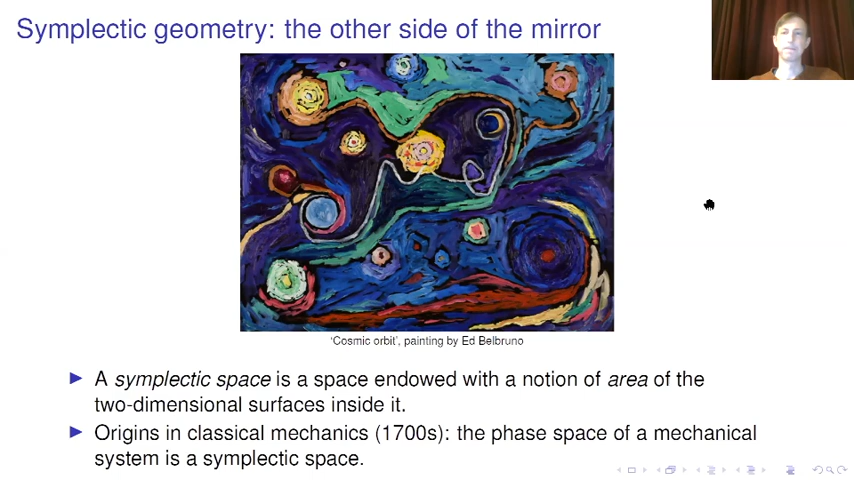 Symplectic geometry: the other side of the mirror
‘Cosmic orbit’, painting by Ed Belbruno
A symplectic space is a space endowed with a notion of area of the
two-dimensional surfaces inside it.
Origins in classical mechanics (1700s): the phase space of a mechanical
system is a symplectic space.